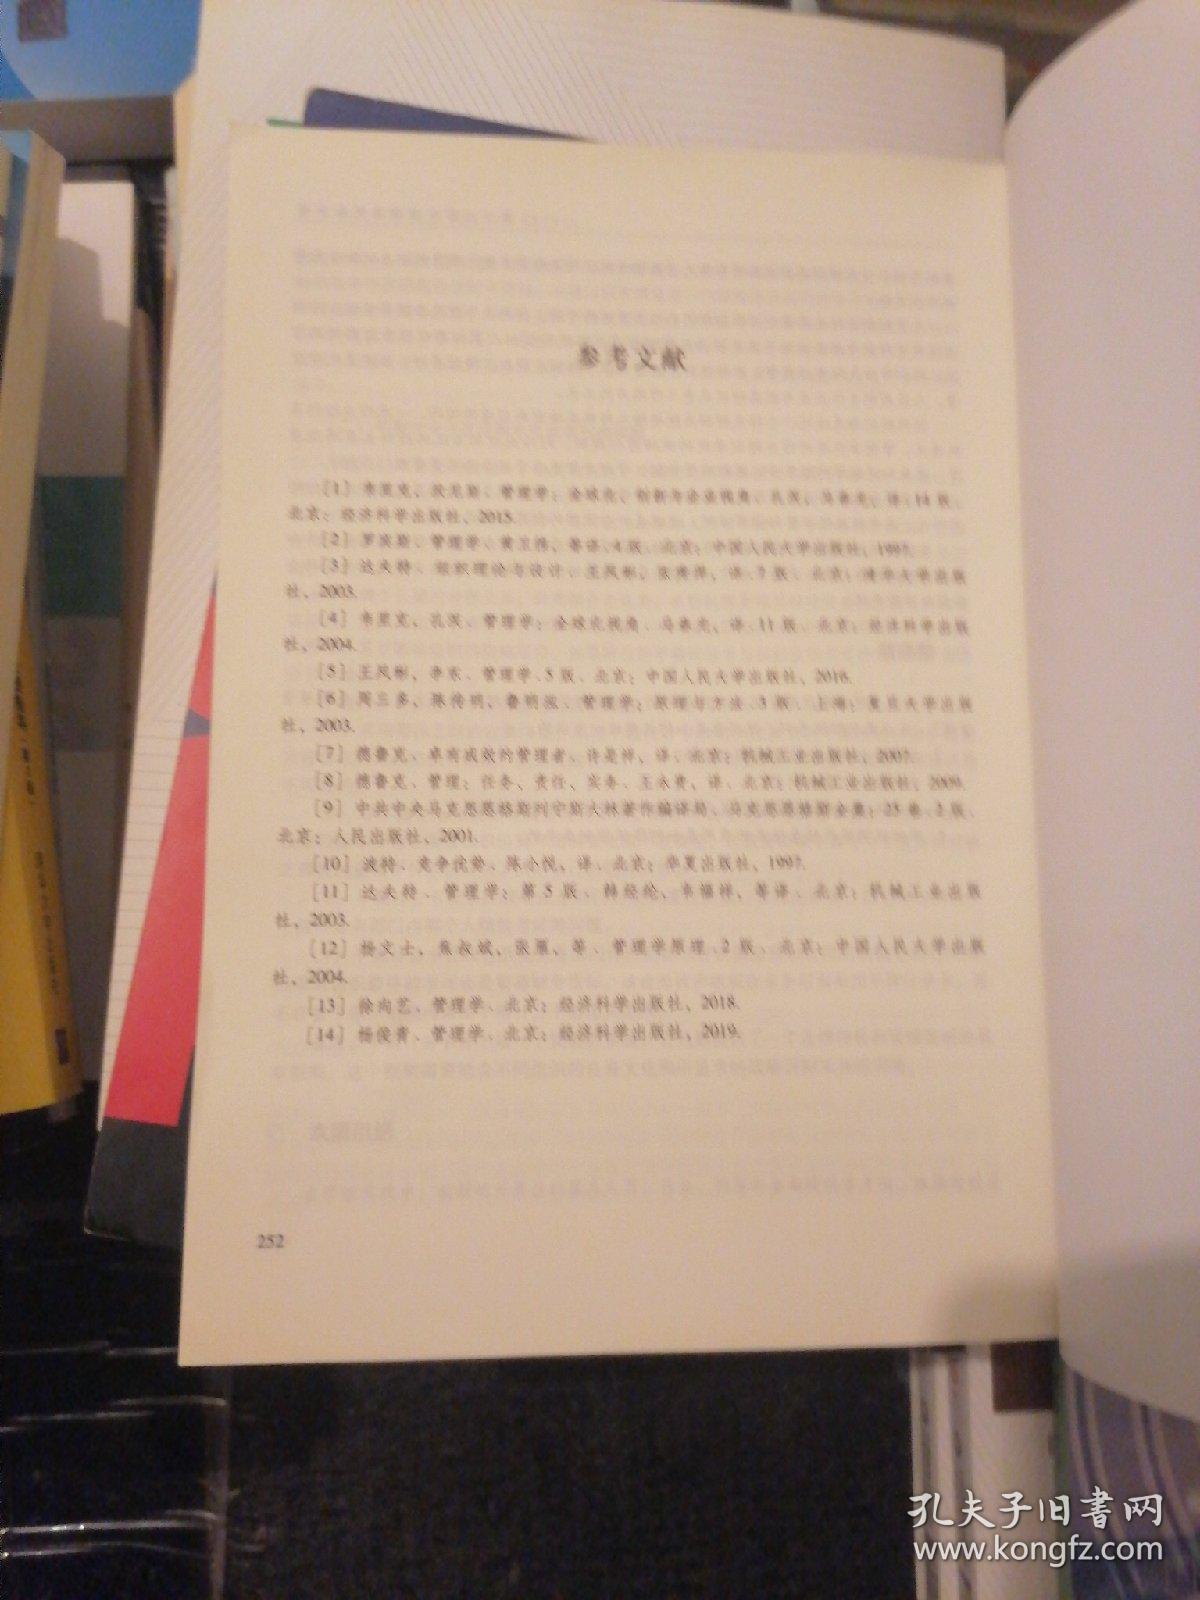 参考文献
[1] 韦里克，坎尼斯．管理学：全球化、创新与企业视角．孔茨，马春光，译．14 版．
北京：经济科学出版社，2015.
[2] 罗宾斯．管理学．黄卫伟，等译．4 版．北京：中国人民大学出版社，1997.
[3] 达夫特．组织理论与设计．王凤彬，张秀萍，译．7 版．北京：清华大学出版
社，2003.
[4] 韦里克，孔茨．管理学：全球化视角．马春光，译．11 版．北京：经济科学出版
社，2004.
[5] 王凤彬，李东．管理学．5 版．北京：中国人民大学出版社，2016.
[6] 周三多，陈传明，鲁明泓．管理学：原理与方法．3 版．上海：复旦大学出版
社，2003.
[7] 德鲁克．卓有成效的管理者．许是祥，译．北京：机械工业出版社，2007.
[8] 德鲁克．管理：任务、责任、实务．王永贵，译．北京：机械工业出版社，2009.
[9] 中共中央马克思恩格斯列宁斯大林著作编译局．马克思恩格斯全集：25 卷．2 版．
北京：人民出版社，2001.
[10] 波特．竞争优势．陈小悦，译．北京：华夏出版社，1997.
[11] 达夫特．管理学：第 5 版．韩经纶，韦福祥，等译．北京：机械工业出版
社，2003.
[12] 杨文士，焦叔斌，张雁，等．管理学原理．2 版．北京：中国人民大学出版
社，2004.
[13] 徐向艺．管理学．北京：经济科学出版社，2018.
[14] 杨俊青．管理学．北京：经济科学出版社，2019.
252
孔夫子旧書网
www.kongfz.com